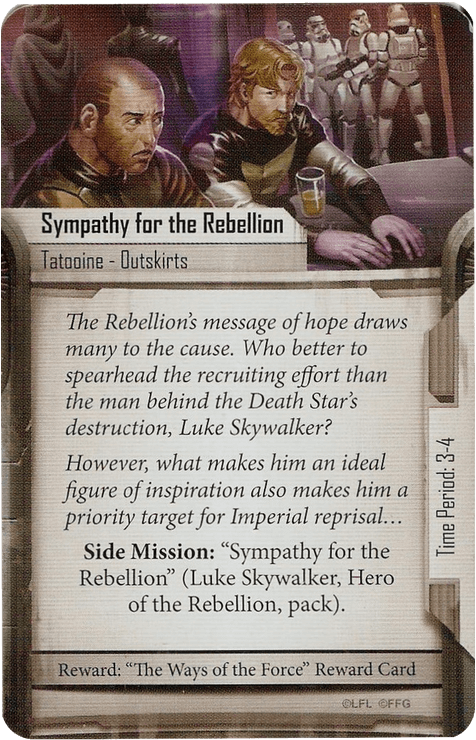 Sympathy for the Rebellion
Tatooine - Outskirts
The Rebellion's message of hope draws
many to the cause. Who better to
spearhead the recruiting effort than
the man behind the Death Star's
destruction, Luke Skywalker?
However, what makes him an ideal
figure of inspiration also makes him a
priority target for Imperial reprisal…
Side Mission: “Sympathy for the
Rebellion” (Luke Skywalker, Hero
of the Rebellion, pack).
Time Period: 3-4
Reward: “The Ways of the Force” Reward Card
©LFL ©FFG